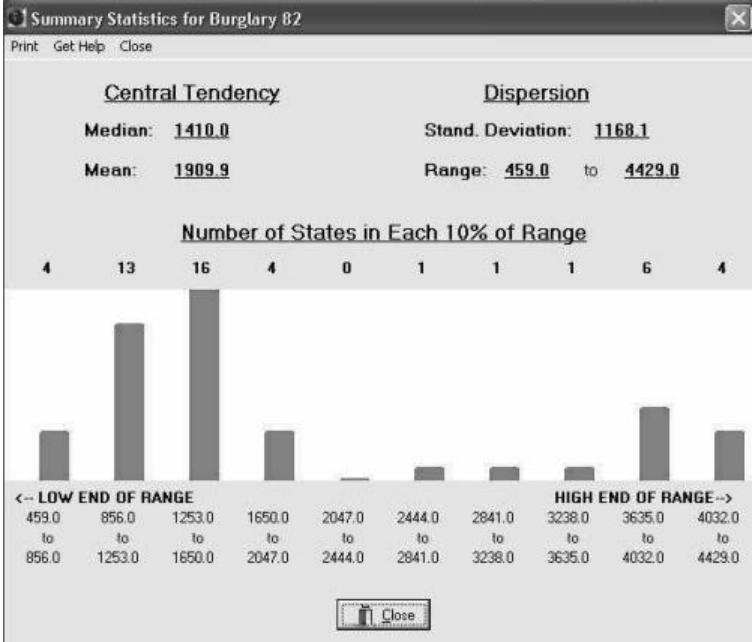 Summary Statistics for Burglary 82
Print Get Help Close
Central Tendency Dispersion
Median: 1410.0 Stand. Deviation: 1168.1
Mean: 1909.9 Range: 459.0 to 4429.0
Number of States in Each 10% of Range
4 13 16 4 0 1 1 1 6 4
<-- LOW END OF RANGE HIGH END OF RANGE-->
459.0 856.0 1253.0 1650.0 2047.0 2444.0 2841.0 3238.0 3635.0 4032.0
to to to to to to to to to to
856.0 1253.0 1650.0 2047.0 2444.0 2841.0 3238.0 3635.0 4032.0 4429.0
Close